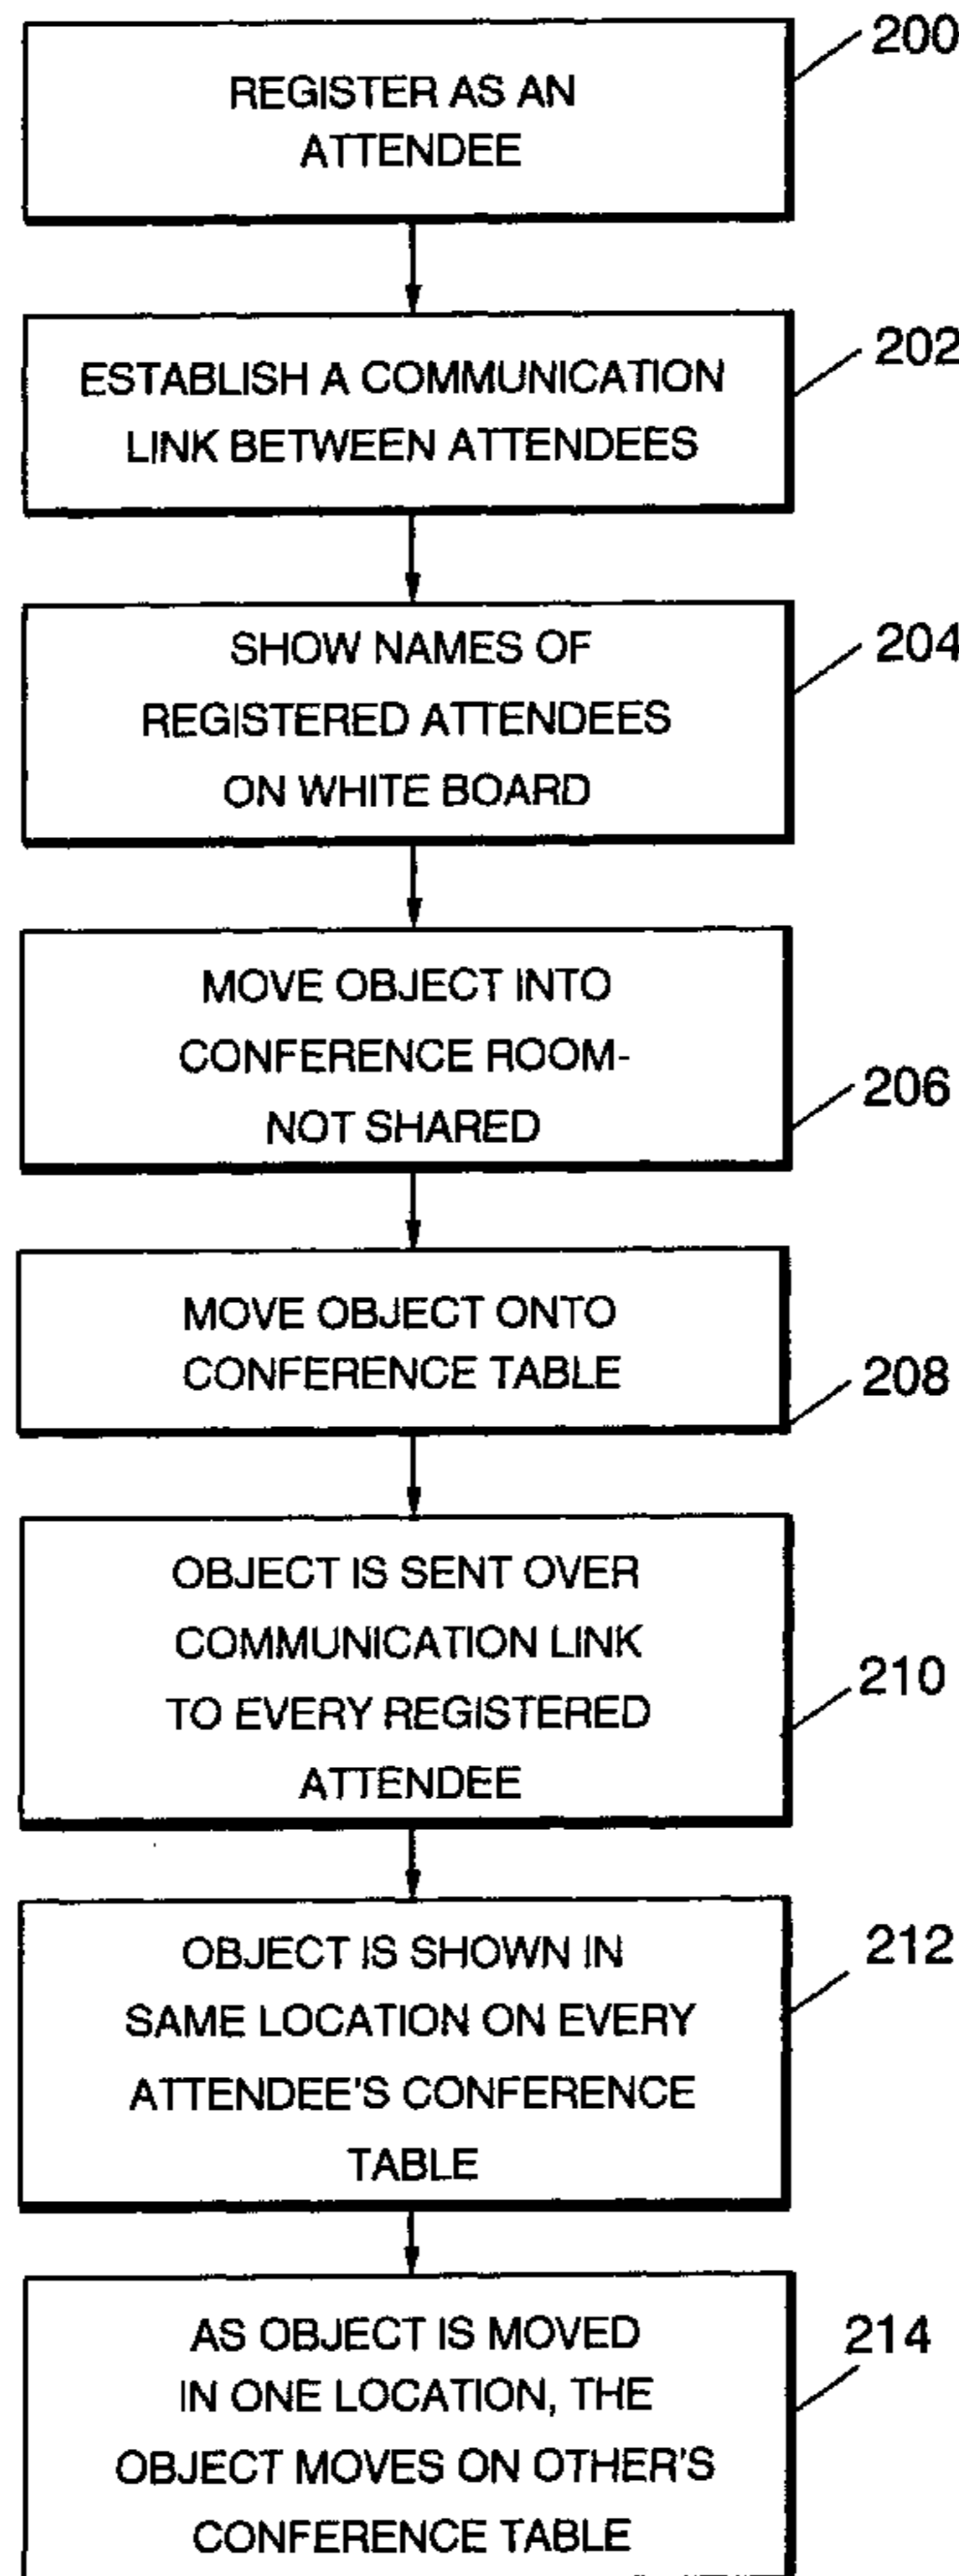 200
REGISTER AS AN
ATTENDEE
202
ESTABLISH A COMMUNICATION
LINK BETWEEN ATTENDEES
204
SHOW NAMES OF
REGISTERED ATTENDEES
ON WHITE BOARD
MOVE OBJECT INTO
CONFERENCE ROOM-
NOT SHARED
206
MOVE OBJECT ONTO
CONFERENCE TABLE
208
OBJECT IS SENT OVER
COMMUNICATION LINK
TO EVERY REGISTERED
ATTENDEE
210
OBJECT IS SHOWN IN
SAME LOCATION ON EVERY
ATTENDEE'S CONFERENCE
TABLE
212
AS OBJECT IS MOVED
IN ONE LOCATION, THE
OBJECT MOVES ON OTHER'S
CONFERENCE TABLE
214